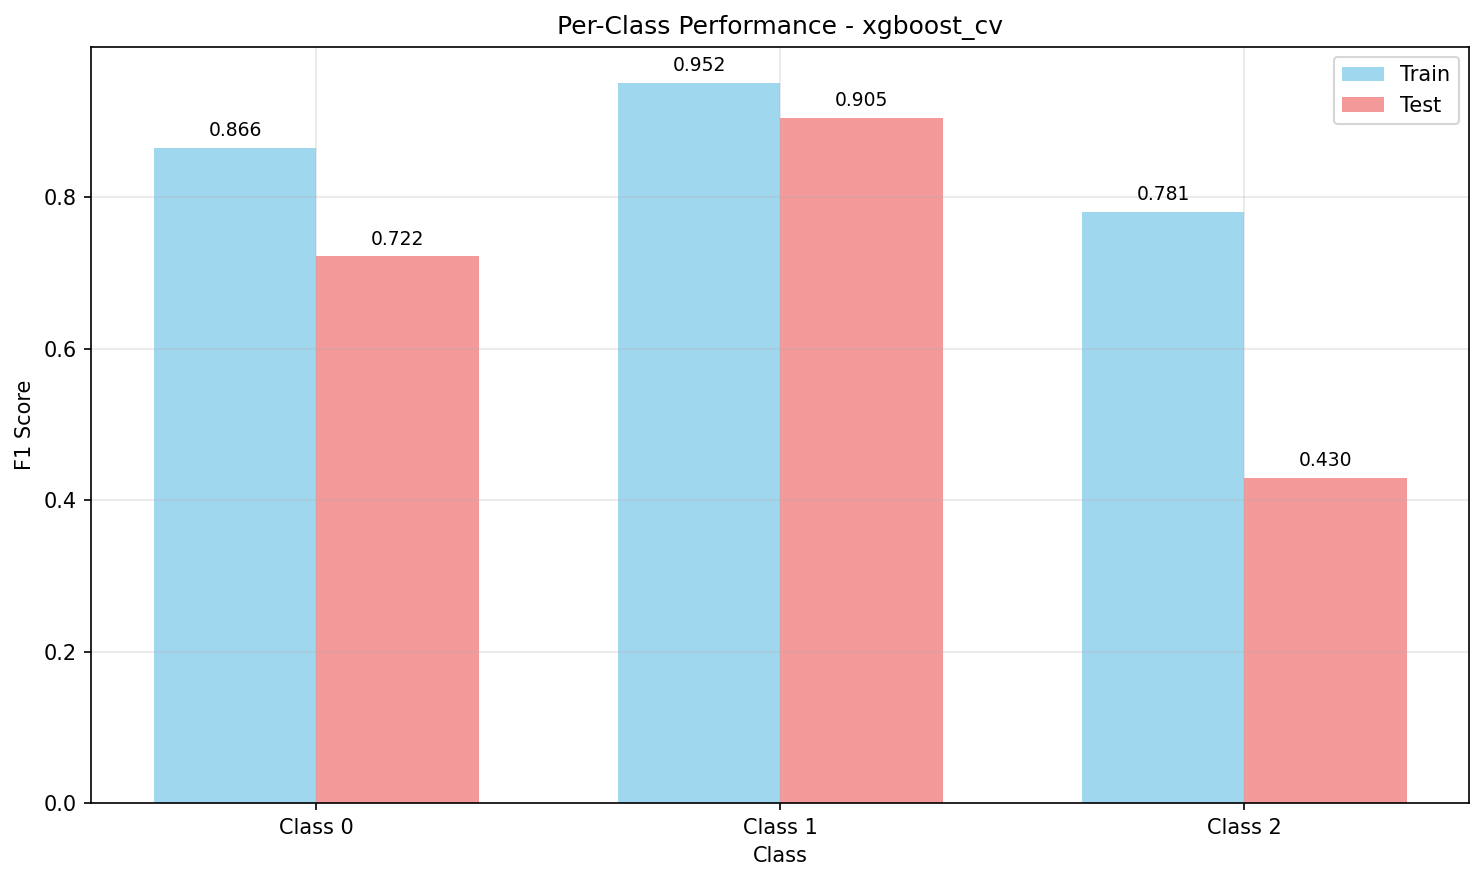 Per-Class Performance - xgboost_cv
Train
Test
0.952
0.905
0.866
0.722
0.781
0.430
F1 Score
0.8
0.6
0.4
0.2
0.0
Class 0
Class 1
Class 2
Class